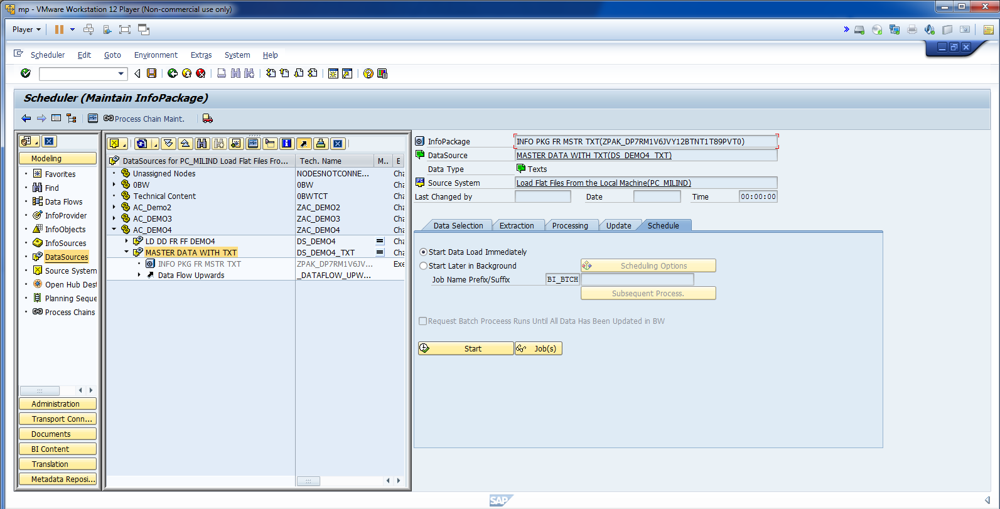 mp - VMware Workstation 12 Player (Non-commercial use only)
Player
Scheduler Edit Goto Environment Extras System Help
Scheduler (Maintain InfoPackage)
Process Chain Maint.
Modeling
Favorites
Find
Data Flows
InfoProvider
InfoObjects
InfoSources
DataSources
Source System
Open Hub Dest
Planning Seque
Process Chains
Administration
Transport Conn...
Documents
BI Content
Translation
Metadata Reposi...
DataSources for PC_MILIND Load Flat Files Fro... Tech. Name M.. E
Unassigned Nodes NODESNOTCONNE... Cha
0BW 0BW Cha
Technical Content 0BWTCT Cha
AC_Demo2 ZAC_DEMO2 Cha
AC_DEMO3 ZAC_DEMO3 Cha
AC_DEMO4 ZAC_DEMO4 Cha
LD DD FR FF DEMO4 DS_DEMO4 Cha
MASTER DATA WITH TXT DS_DEMO4_TXT Cha
INFO PKG FR MSTR TXT ZPAK_DP7RM1V6JV... Exe
Data Flow Upwards _DATAFLOW_UPW...
InfoPackage INFO PKG FR MSTR TXT(ZPAK_DP7RM1V6JVY12BTNT1T89PVT0)
DataSource MASTER DATA WITH TXT(DS_DEMO4_TXT)
Data Type Texts
Source System Load Flat Files From the Local Machine(PC_MILIND)
Last Changed by Date Time 00:00:00
Data Selection Extraction Processing Update Schedule
Start Data Load Immediately
Start Later in Background Scheduling Options
Job Name Prefix/Suffix BI_BTCH
Subsequent Process.
Request Batch Proceess Runs Until All Data Has Been Updated in BW
Start Job(s)
SAP